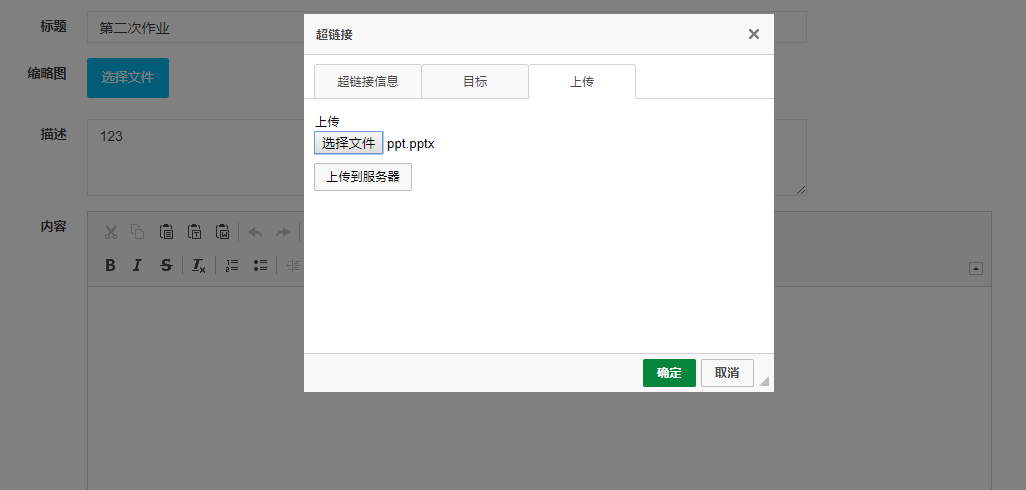 标题
第二次作业
缩略图
选择文件
描述
123
内容
超链接
超链接信息
目标
上传
上传
选择文件 ppt.pptx
上传到服务器
确定
取消